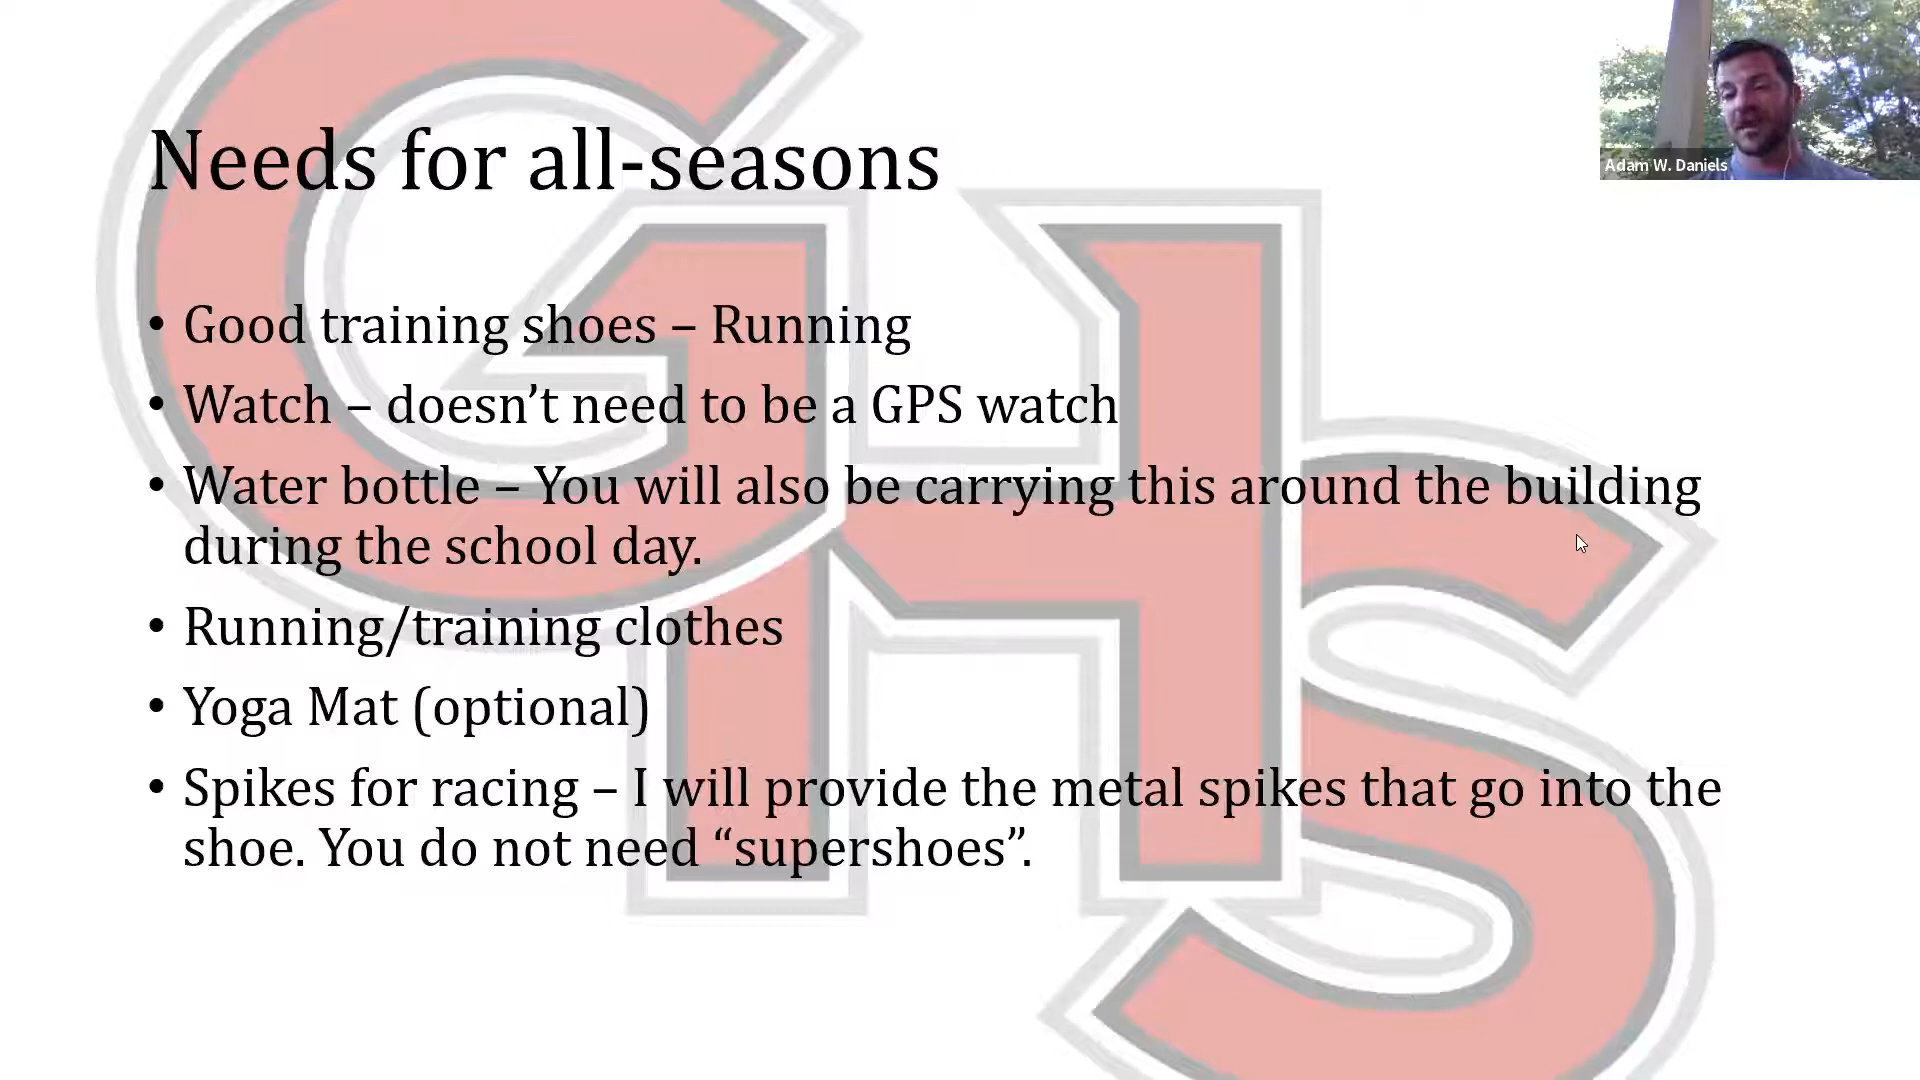 Needs for all-seasons
• Good training shoes – Running
• Watch – doesn’t need to be a GPS watch
• Water bottle – You will also be carrying this around the building
during the school day.
• Running/training clothes
• Yoga Mat (optional)
• Spikes for racing – I will provide the metal spikes that go into the
shoe. You do not need “supershoes”.
GHS
Adam W. Daniels